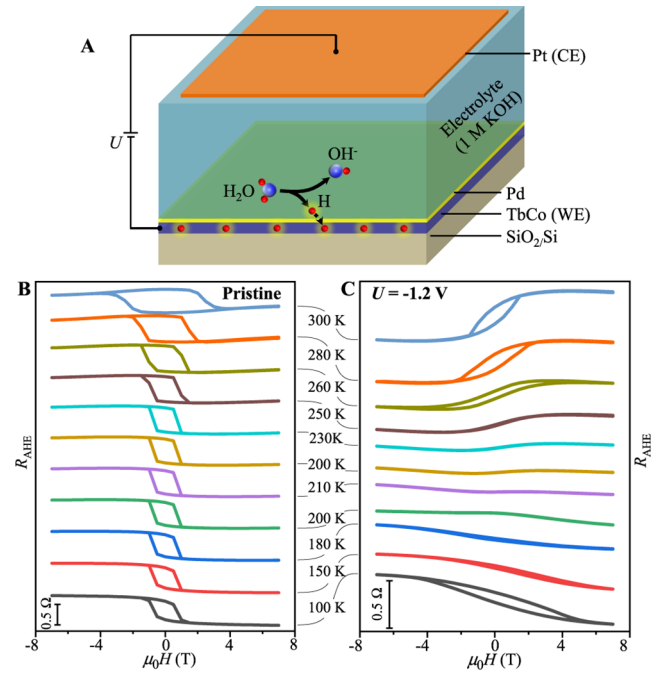 A
Pt (CE)
Electrolyte
(1 M KOH)
U
OH-
H2O
H
Pd
TbCo (WE)
SiO2/Si
B
Pristine
C
U = -1.2 V
300 K
280 K
260 K
250 K
230K
200 K
210 K
200 K
180 K
150 K
100 K
RAHE
RAHE
0.5 Ω
0.5 Ω
-8 -4 0 4 8
-8 -4 0 4 8
μ0H (T)
μ0H (T)